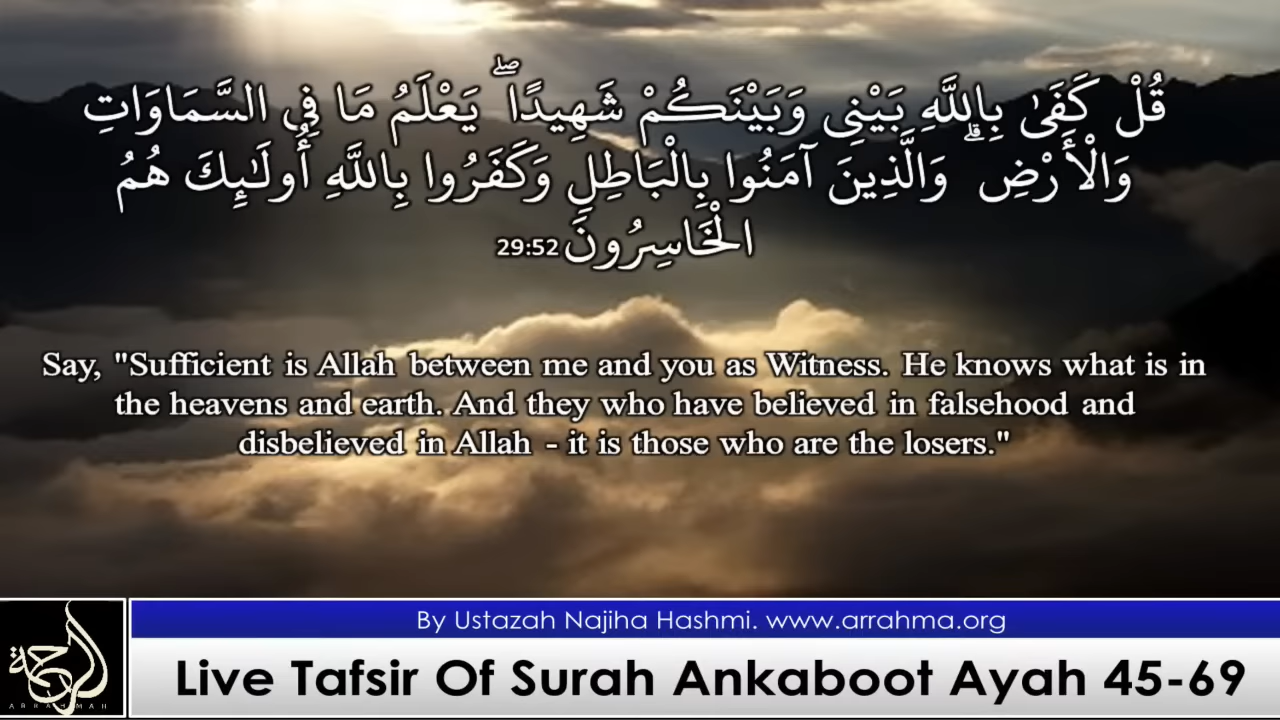 قُلْ كَفَىٰ بِاللَّهِ بَيْنِي وَبَيْنَكُمْ شَهِيدًا ۖ يَعْلَمُ مَا فِي السَّمَاوَاتِ
وَالْأَرْضِ ۗ وَالَّذِينَ آمَنُوا بِالْبَاطِلِ وَكَفَرُوا بِاللَّهِ أُولَـٰئِكَ هُمُ
الْخَاسِرُونَ 29:52
Say, "Sufficient is Allah between me and you as Witness. He knows what is in
the heavens and earth. And they who have believed in falsehood and
disbelieved in Allah - it is those who are the losers."
By Ustazah Najiha Hashmi. www.arrahma.org
الرحمة
ARRAHMAH
Live Tafsir Of Surah Ankaboot Ayah 45-69